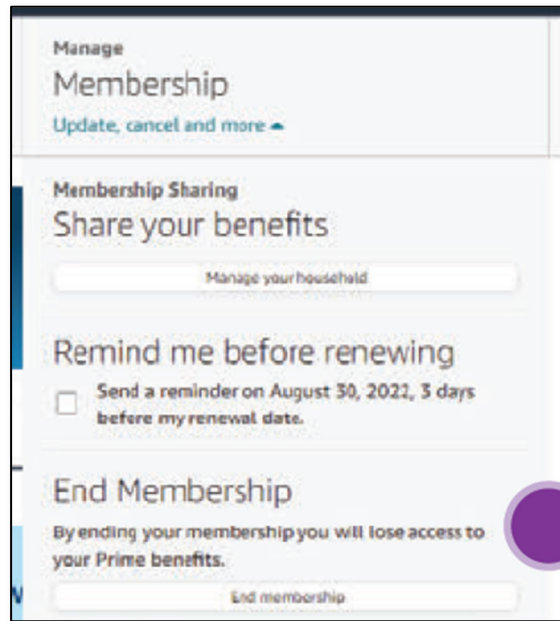 Manage
Membership
Update, cancel and more
Membership Sharing
Share your benefits
Manage your household
Remind me before renewing
Send a reminder on August 30, 2022, 3 days
before my renewal date.
End Membership
By ending your membership you will lose access to
your Prime benefits.
End membership